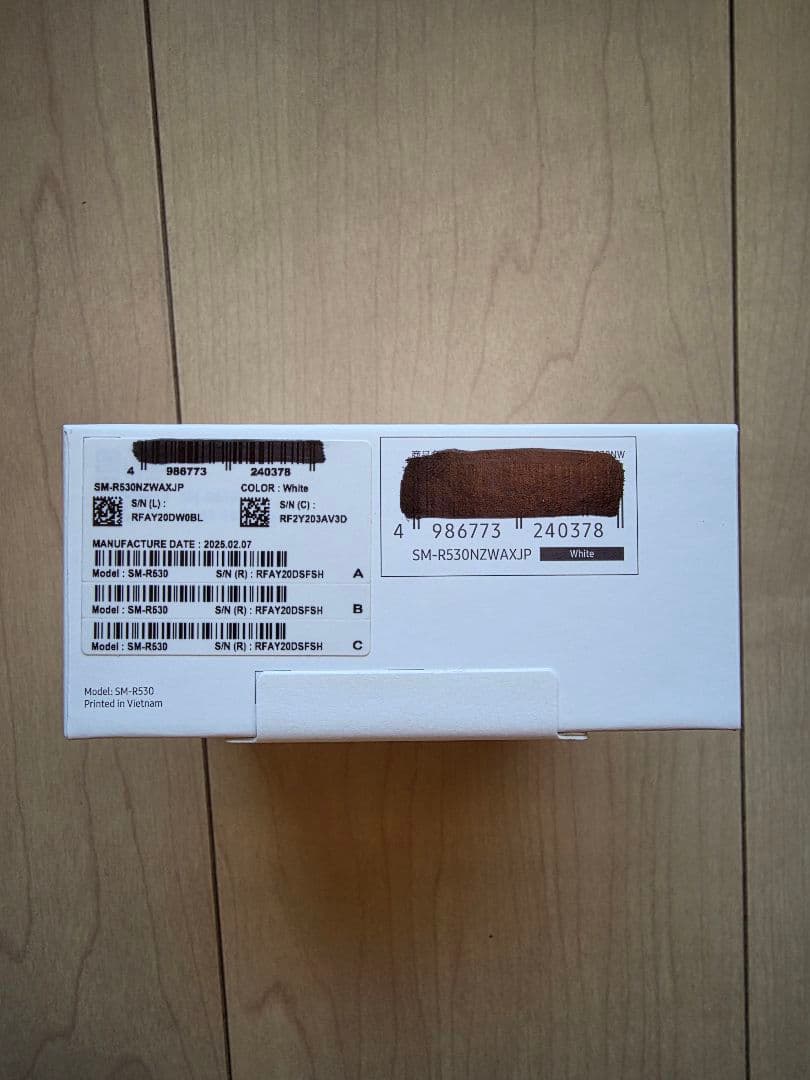 4 986773 240378
SM-R530NZWAXJP COLOR : White
S/N (L) :
RFAY20DW0BL
S/N (C) :
RF2Y203AV3D
MANUFACTURE DATE : 2025.02.07
Model : SM-R530 S/N (R) : RFAY20DSFSH A
Model : SM-R530 S/N (R) : RFAY20DSFSH B
Model : SM-R530 S/N (R) : RFAY20DSFSH C
Model: SM-R530
Printed in Vietnam
4 986773 240378
SM-R530NZWAXJP White